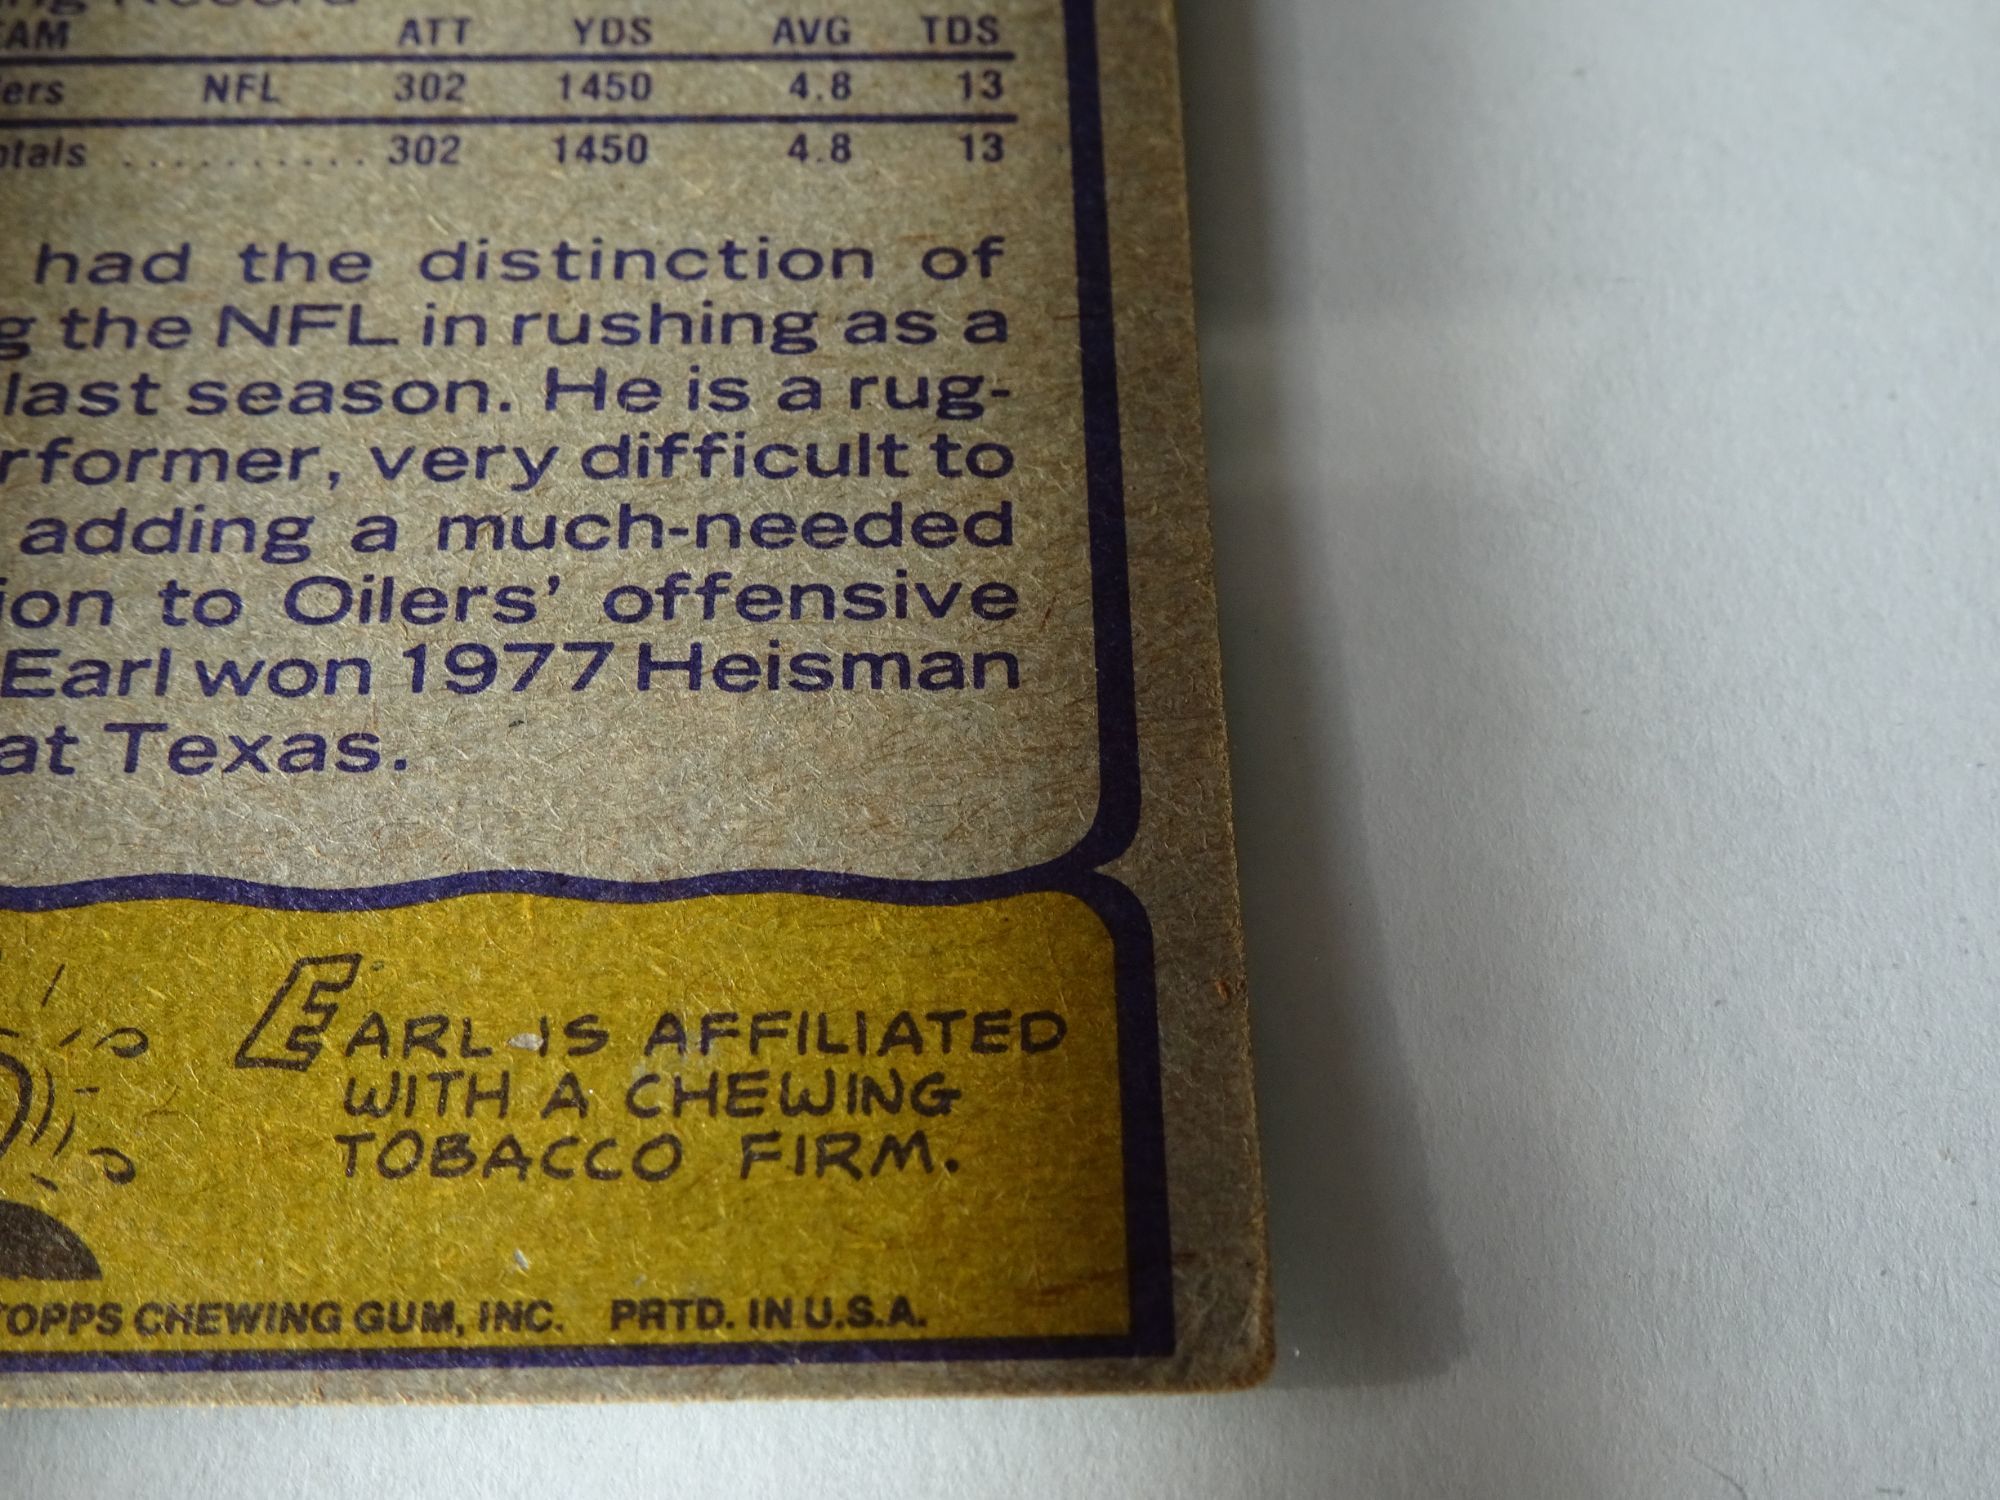 ng Record
AM ATT YDS AVG TDS
ers NFL 302 1450 4.8 13
otals .......... 302 1450 4.8 13
had the distinction of
g the NFL in rushing as a
last season. He is a rug-
rformer, very difficult to
adding a much-needed
ion to Oilers' offensive
Earl won 1977 Heisman
at Texas.
EARL IS AFFILIATED
WITH A CHEWING
TOBACCO FIRM.
TOPPS CHEWING GUM, INC. PRTD. IN U.S.A.